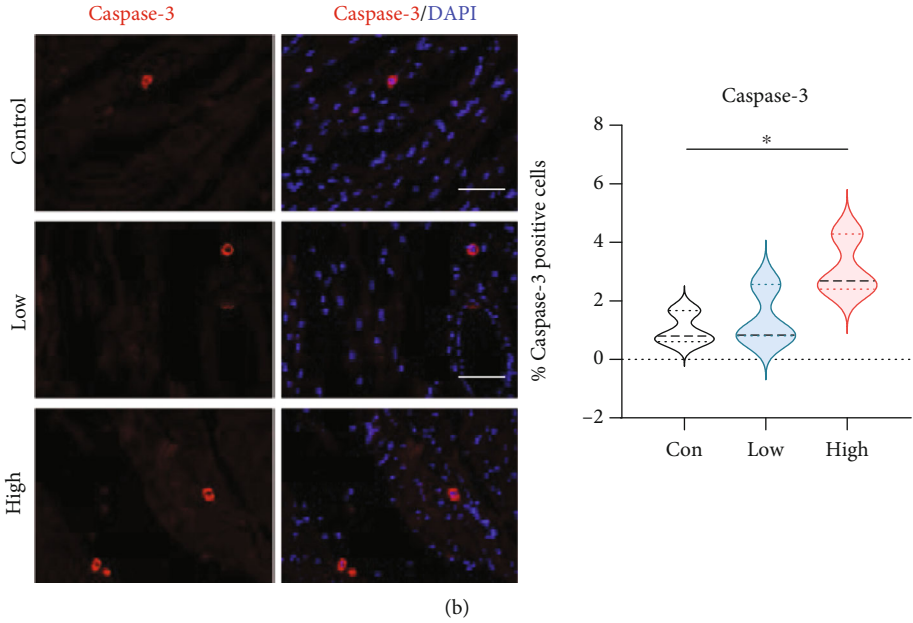 Caspase-3
Caspase-3/DAPI
Control
Low
High
Caspase-3
% Caspase-3 positive cells
8
6
4
2
0
−2
*
Con
Low
High
(b)